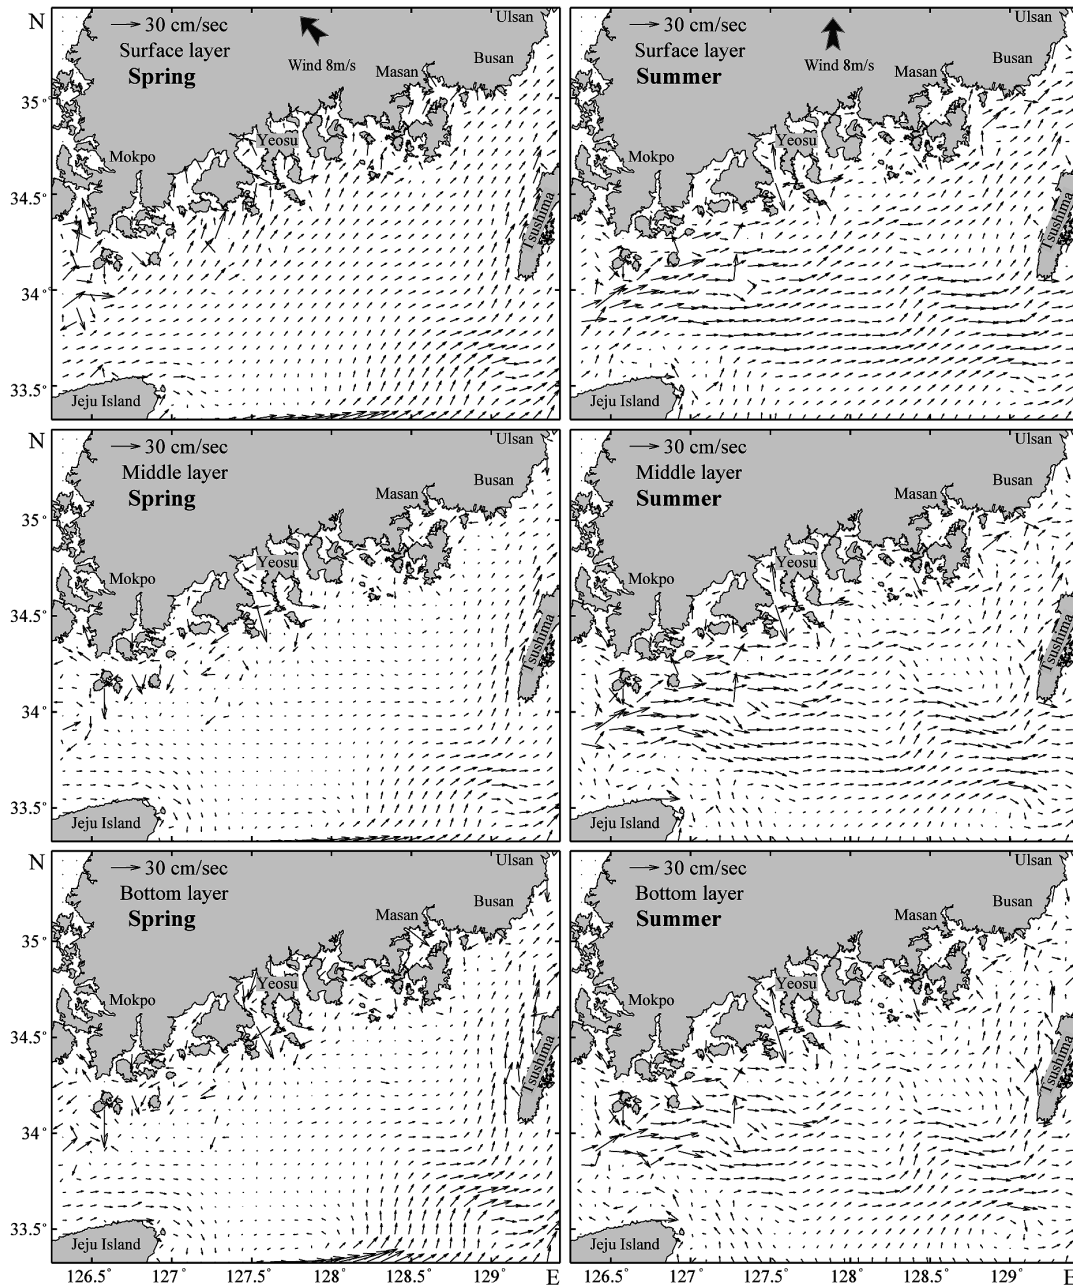 N
30 cm/sec
Surface layer
Spring
Wind 8m/s
Ulsan
Busan
Masan
Yeosu
Mokpo
Tsushima
Jeju Island
35°
34.5°
34°
33.5°
30 cm/sec
Surface layer
Summer
Wind 8m/s
Ulsan
Busan
Masan
Yeosu
Mokpo
Tsushima
Jeju Island
N
30 cm/sec
Middle layer
Spring
Ulsan
Busan
Masan
Yeosu
Mokpo
Tsushima
Jeju Island
35°
34.5°
34°
33.5°
30 cm/sec
Middle layer
Summer
Ulsan
Busan
Masan
Yeosu
Mokpo
Tsushima
Jeju Island
N
30 cm/sec
Bottom layer
Spring
Ulsan
Busan
Masan
Yeosu
Mokpo
Tsushima
Jeju Island
35°
34.5°
34°
33.5°
126.5° 127° 127.5° 128° 128.5° 129° E
30 cm/sec
Bottom layer
Summer
Ulsan
Busan
Masan
Yeosu
Mokpo
Tsushima
Jeju Island
126.5° 127° 127.5° 128° 128.5° 129° E